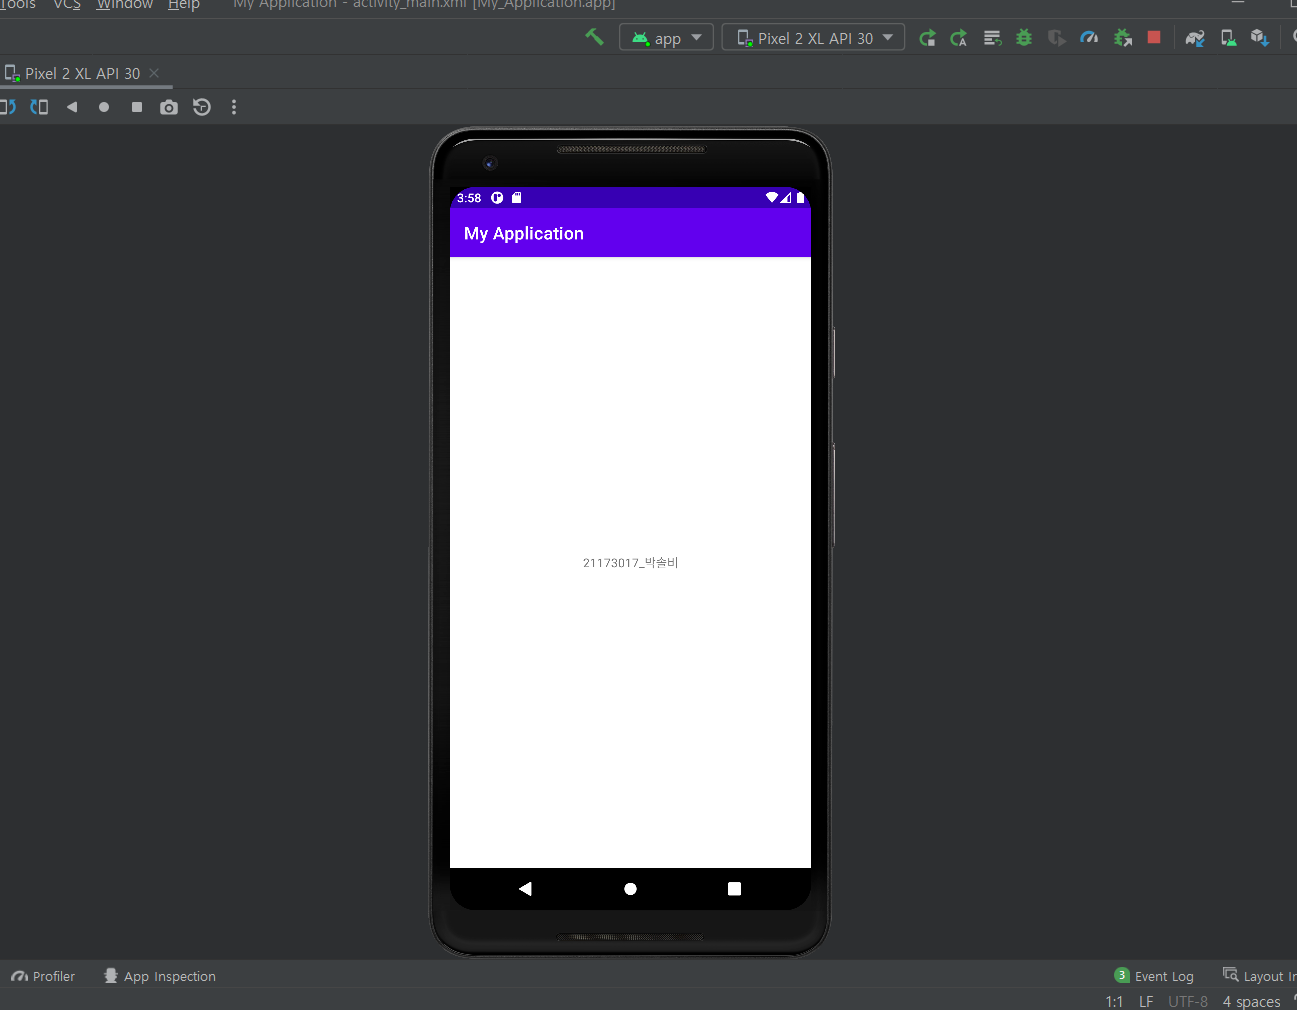 Tools VCS Window Help My Application - activity_main.xml [My_Application.app]
app Pixel 2 XL API 30
Pixel 2 XL API 30
3:58
My Application
21173017_박솔비
Profiler App Inspection 3 Event Log Layout In
1:1 LF UTF-8 4 spaces